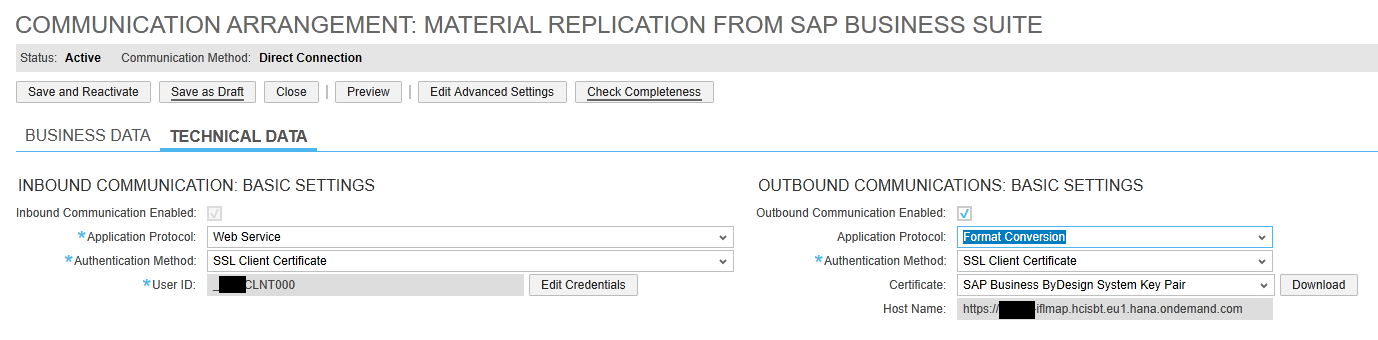 COMMUNICATION ARRANGEMENT: MATERIAL REPLICATION FROM SAP BUSINESS SUITE
Status: Active Communication Method: Direct Connection
Save and Reactivate Save as Draft Close | Preview | Edit Advanced Settings Check Completeness
BUSINESS DATA TECHNICAL DATA
INBOUND COMMUNICATION: BASIC SETTINGS
Inbound Communication Enabled:
*Application Protocol: Web Service
*Authentication Method: SSL Client Certificate
*User ID: _ CLNT000 Edit Credentials
OUTBOUND COMMUNICATIONS: BASIC SETTINGS
Outbound Communication Enabled:
Application Protocol: Format Conversion
*Authentication Method: SSL Client Certificate
Certificate: SAP Business ByDesign System Key Pair Download
Host Name: https:// -iflmap.hcisbt.eu1.hana.ondemand.com